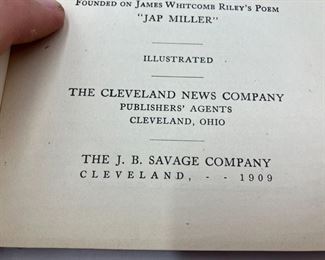 FOUNDED ON JAMES WHITCOMB RILEY'S POEM
"JAP MILLER"
ILLUSTRATED
THE CLEVELAND NEWS COMPANY
PUBLISHERS' AGENTS
CLEVELAND, OHIO
THE J. B. SAVAGE COMPANY
CLEVELAND, - - 1909